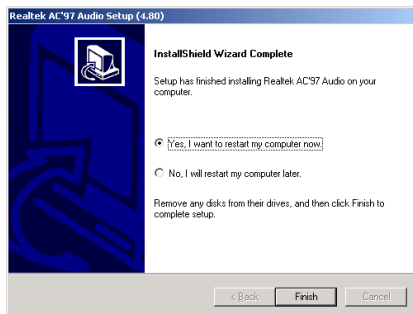 Realtek AC'97 Audio Setup (4.80)
InstallShield Wizard Complete
Setup has finished installing Realtek AC'97 Audio on your
computer.
Yes, I want to restart my computer now.
No, I will restart my computer later.
Remove any disks from their drives, and then click Finish to
complete setup.
< Back Finish Cancel